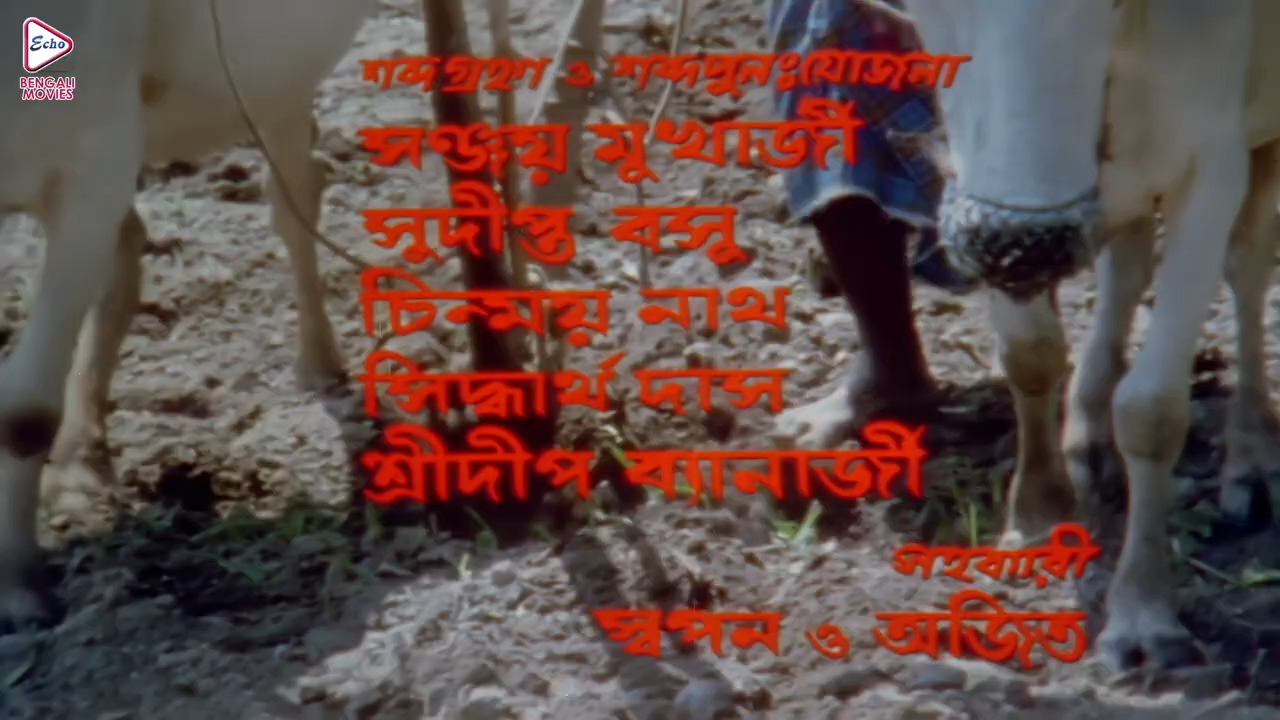 Echo
BENGALI
MOVIES
শব্দগ্রহণ ও শব্দপুনঃযোজনা
সঞ্জয় মুখার্জী
সুদীপ্ত বসু
চিন্ময় নাথ
সিদ্ধার্থ দাস
শ্রীদীপ ব্যানার্জী
সহকারী
স্বপন ও অজিত